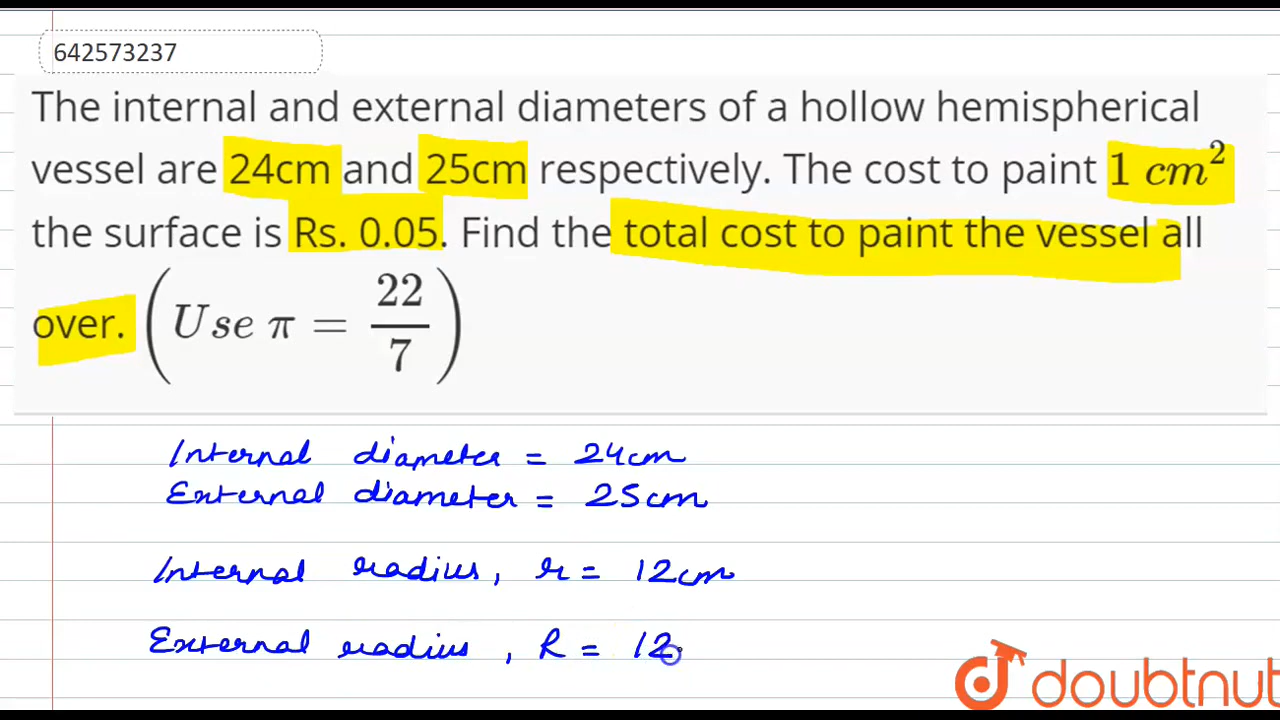 642573237
The internal and external diameters of a hollow hemispherical
vessel are 24cm and 25cm respectively. The cost to paint 1 cm²
the surface is Rs. 0.05. Find the total cost to paint the vessel all
over. (Use π = 22/7)
Internal diameter = 24cm
External diameter = 25cm
Internal radius, r = 12cm
External radius, R = 12.
doubtnut